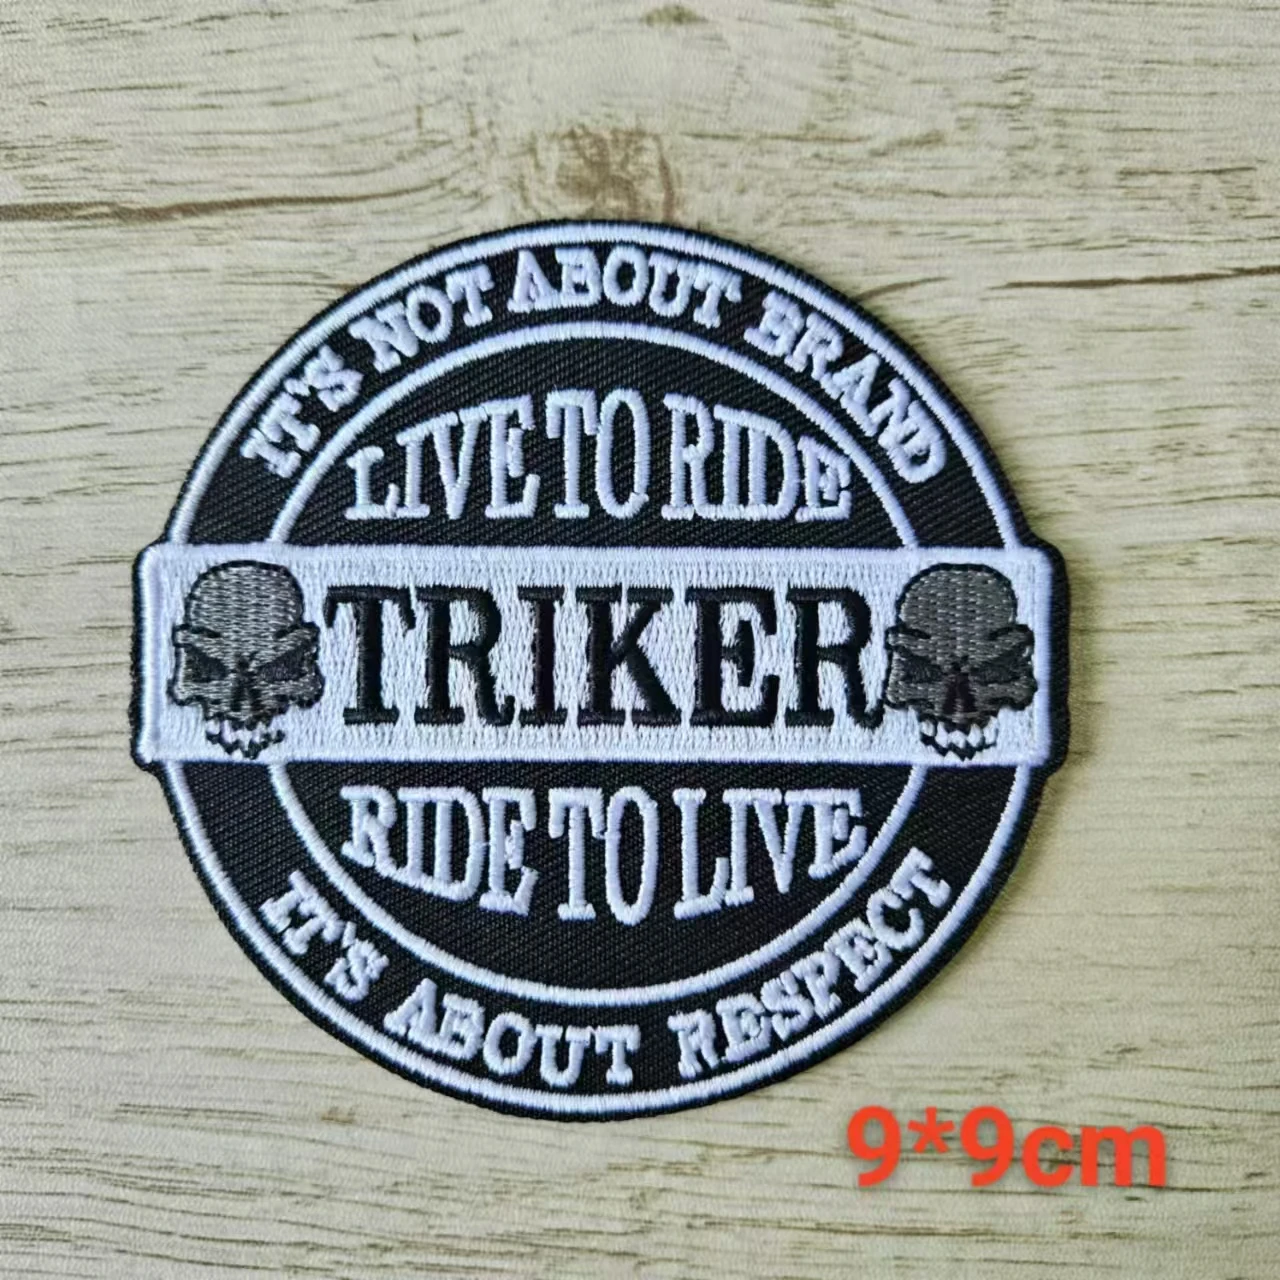 IT'S NOT ABOUT BRAND
LIVE TO RIDE
TRIKER
RIDE TO LIVE
IT'S ABOUT RESPECT
9*9cm